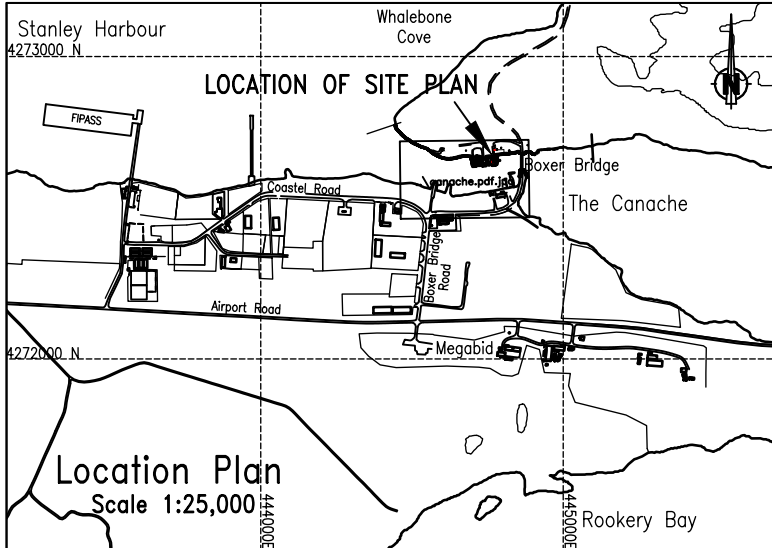 Whalebone
Cove
Stanley Harbour
4273000 N
LOCATION OF SITE PLAN
N
FIPASS
Boxer Bridge
canache.pdf.jpg
Coastel Road
The Canache
Boxer Bridge
Road
Airport Road
Megabid
4272000 N
Location Plan
Scale 1:25,000
444000E
445000E
Rookery Bay